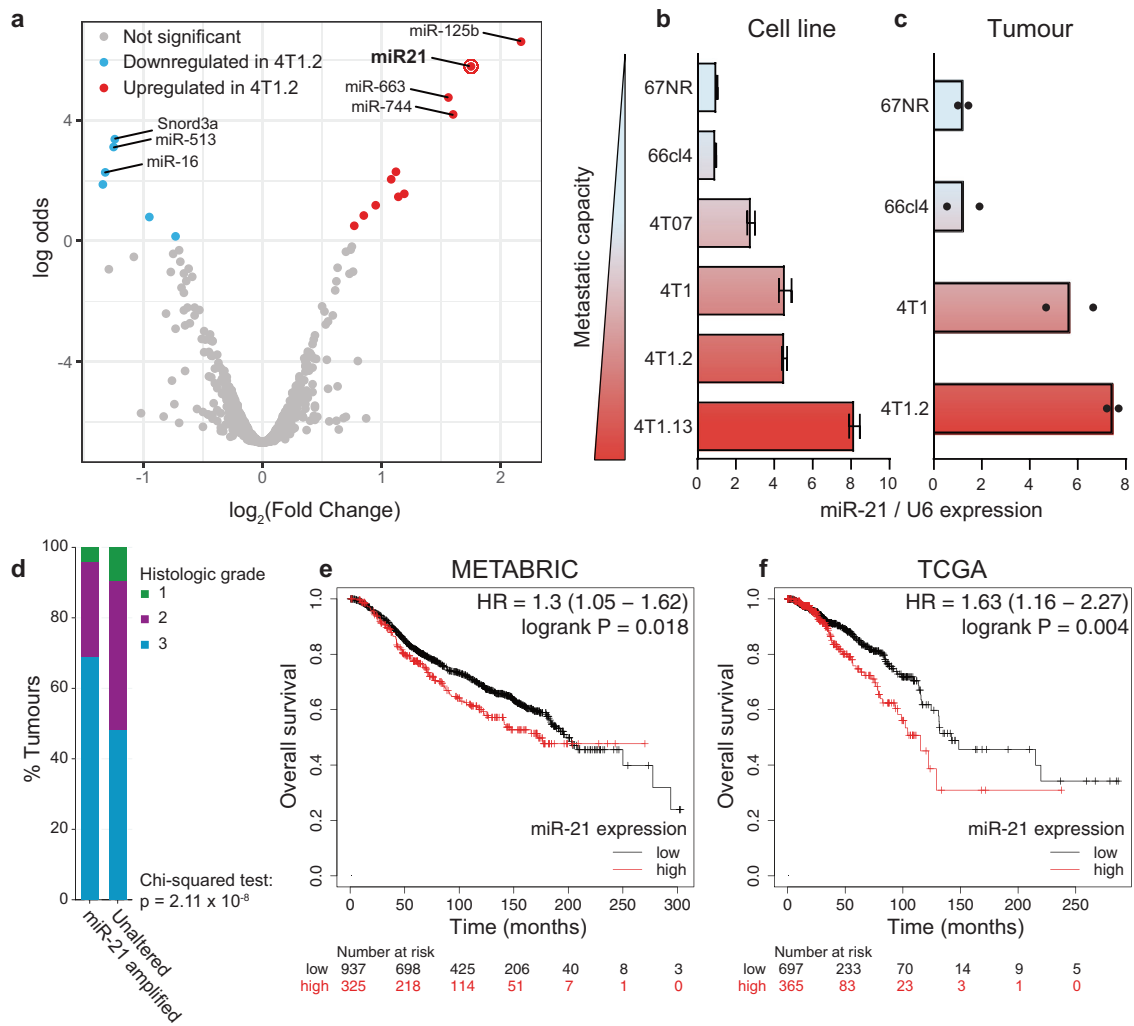 a
Not significant
Downregulated in 4T1.2
Upregulated in 4T1.2
miR-125b
miR21
miR-663
miR-744
Snord3a
miR-513
miR-16
4
0
-4
log odds
-1
0
1
2
log2(Fold Change)
b
Cell line
Metastatic capacity
67NR
66cl4
4T07
4T1
4T1.2
4T1.13
0
2
4
6
8
10
c
Tumour
67NR
66cl4
4T1
4T1.2
0
2
4
6
8
miR-21 / U6 expression
d
100
80
60
40
20
0
% Tumours
Histologic grade
1
2
3
Chi-squared test:
p = 2.11 x 10⁻⁸
miR-21 amplified
Unaltered
e
METABRIC
HR = 1.3 (1.05 – 1.62)
logrank P = 0.018
1.0
0.8
0.6
0.4
0.2
0.0
Overall survival
miR-21 expression
low
high
0
50
100
150
200
250
300
Time (months)
Number at risk
low 937 698 425 206 40 8 3
high 325 218 114 51 7 1 0
f
TCGA
HR = 1.63 (1.16 – 2.27)
logrank P = 0.004
1.0
0.8
0.6
0.4
0.2
0.0
Overall survival
miR-21 expression
low
high
0
50
100
150
200
250
Time (months)
Number at risk
low 697 233 70 14 9 5
high 365 83 23 3 1 0